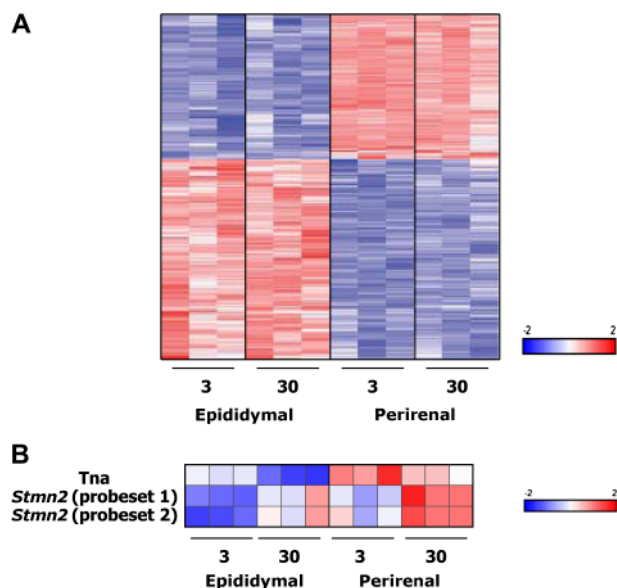 A
-2 2
3 30 3 30
Epididymal Perirenal
B
Tna
Stmn2 (probeset 1)
Stmn2 (probeset 2)
-2 2
3 30 3 30
Epididymal Perirenal